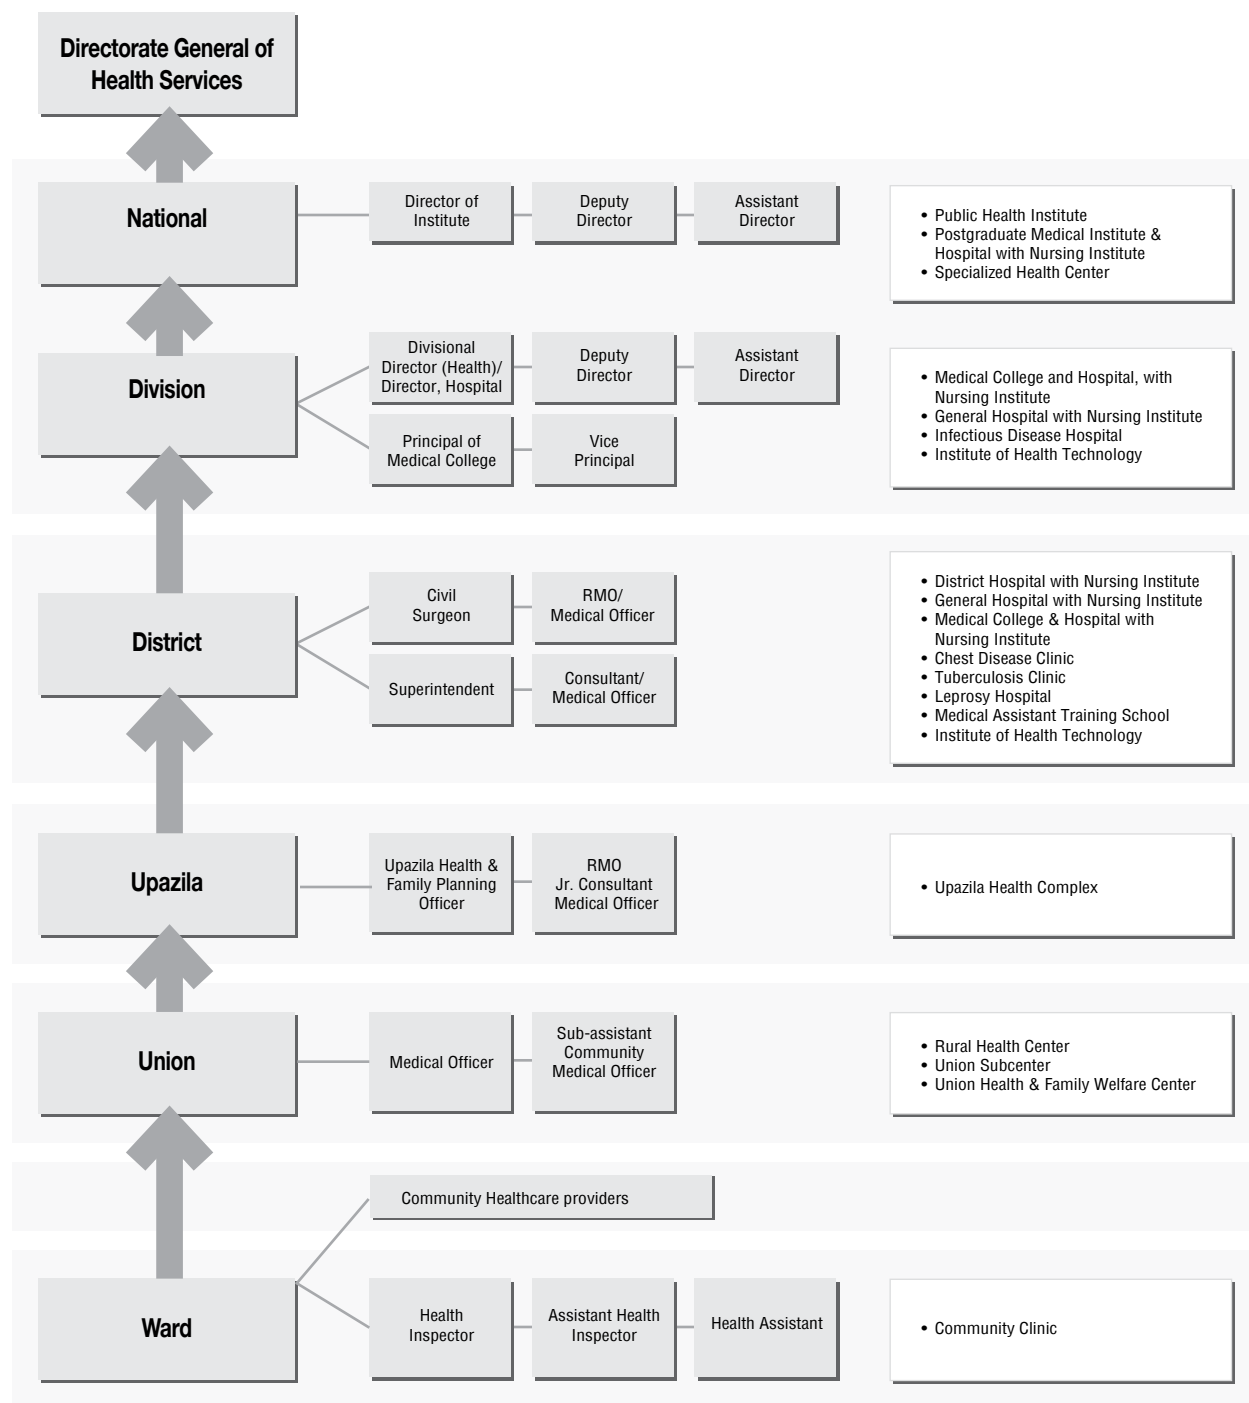 Directorate General of
Health Services
National
Director of
Institute
Deputy
Director
Assistant
Director
• Public Health Institute
• Postgraduate Medical Institute &
Hospital with Nursing Institute
• Specialized Health Center
Division
Divisional
Director (Health)/
Director, Hospital
Deputy
Director
Assistant
Director
Principal of
Medical College
Vice
Principal
• Medical College and Hospital, with
Nursing Institute
• General Hospital with Nursing Institute
• Infectious Disease Hospital
• Institute of Health Technology
District
Civil
Surgeon
RMO/
Medical Officer
Superintendent
Consultant/
Medical Officer
• District Hospital with Nursing Institute
• General Hospital with Nursing Institute
• Medical College & Hospital with
Nursing Institute
• Chest Disease Clinic
• Tuberculosis Clinic
• Leprosy Hospital
• Medical Assistant Training School
• Institute of Health Technology
Upazila
Upazila Health &
Family Planning
Officer
RMO
Jr. Consultant
Medical Officer
• Upazila Health Complex
Union
Medical Officer
Sub-assistant
Community
Medical Officer
• Rural Health Center
• Union Subcenter
• Union Health & Family Welfare Center
Community Healthcare providers
Ward
Health
Inspector
Assistant Health
Inspector
Health Assistant
• Community Clinic